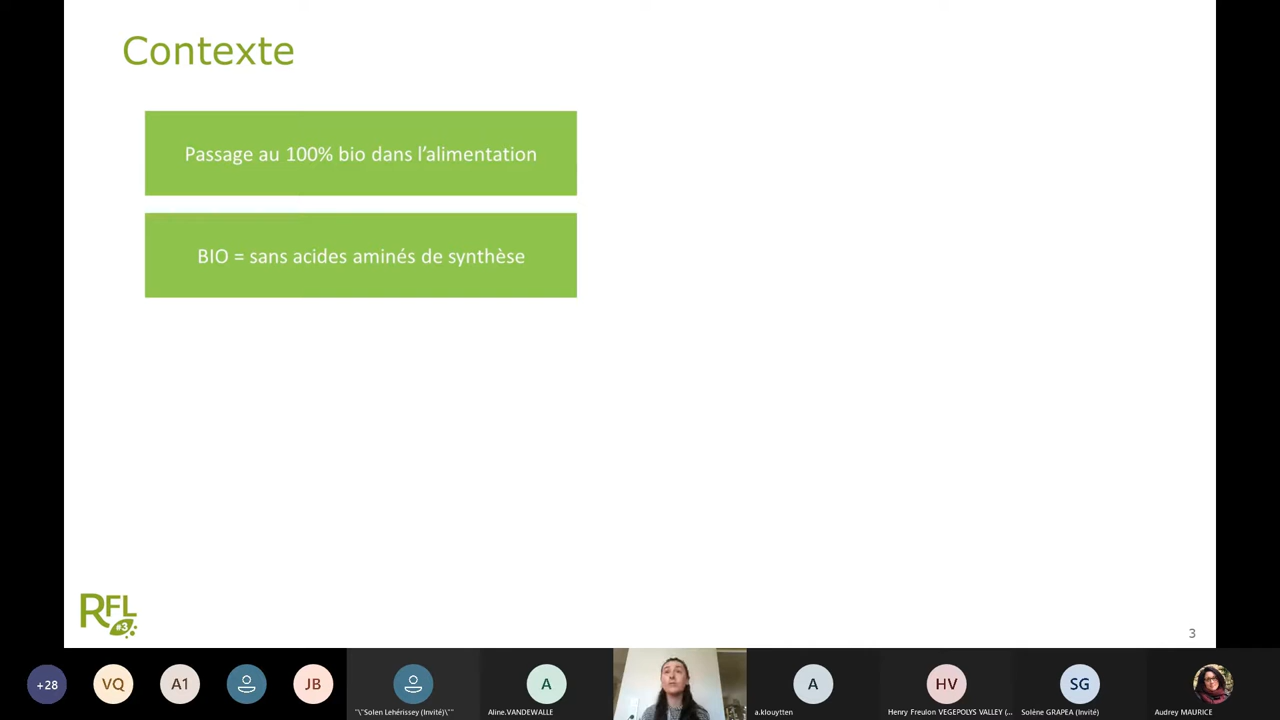 Contexte
Passage au 100% bio dans l'alimentation
BIO = sans acides aminés de synthèse
RFL
#3
3
+28
VQ
A1
JB
"\"Solen Lehérissey (Invité)\""
A
Aline.VANDEWALLE
A
a.klouytten
HV
Henry Freulon VEGEPOLYS VALLEY (...
SG
Solène GRAPEA (Invité)
Audrey MAURICE